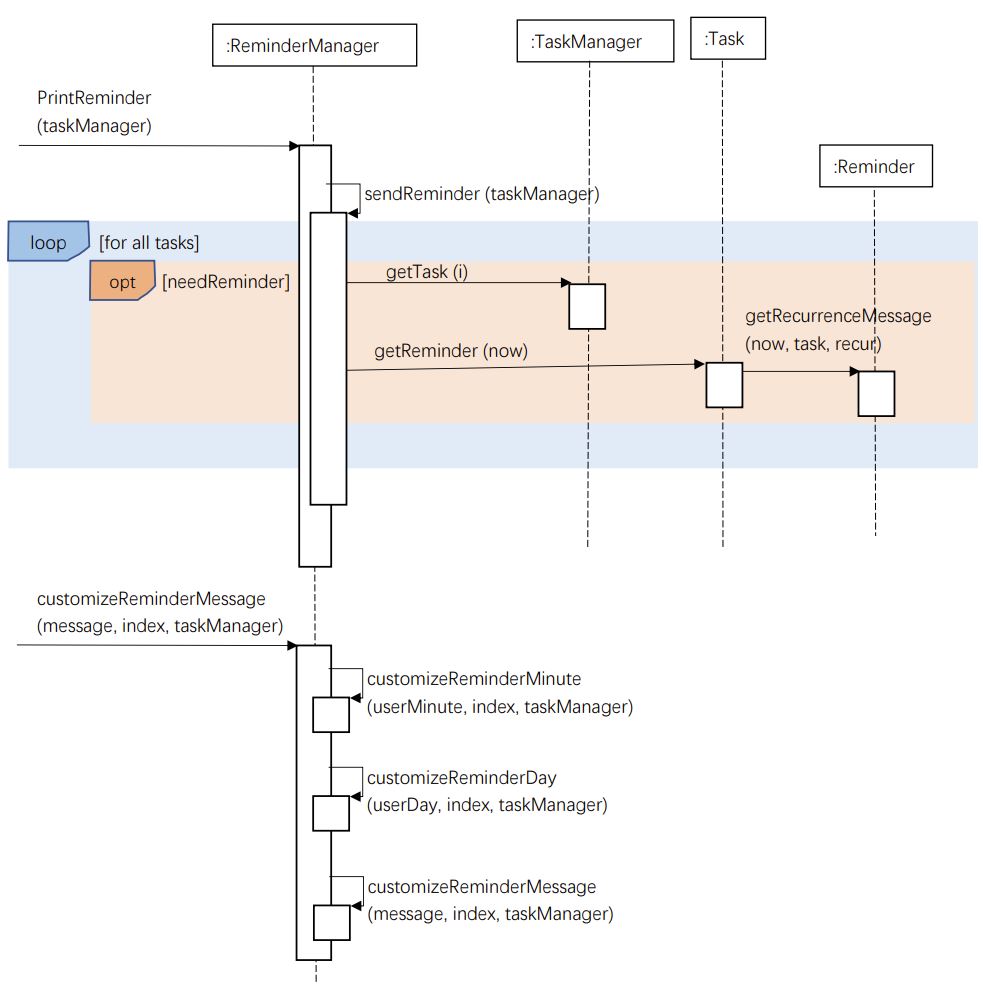 :ReminderManager
:TaskManager
:Task
PrintReminder
(taskManager)
:Reminder
sendReminder (taskManager)
loop
[for all tasks]
opt
[needReminder]
getTask (i)
getRecurrenceMessage
(now, task, recur)
getReminder (now)
customizeReminderMessage
(message, index, taskManager)
customizeReminderMinute
(userMinute, index, taskManager)
customizeReminderDay
(userDay, index, taskManager)
customizeReminderMessage
(message, index, taskManager)